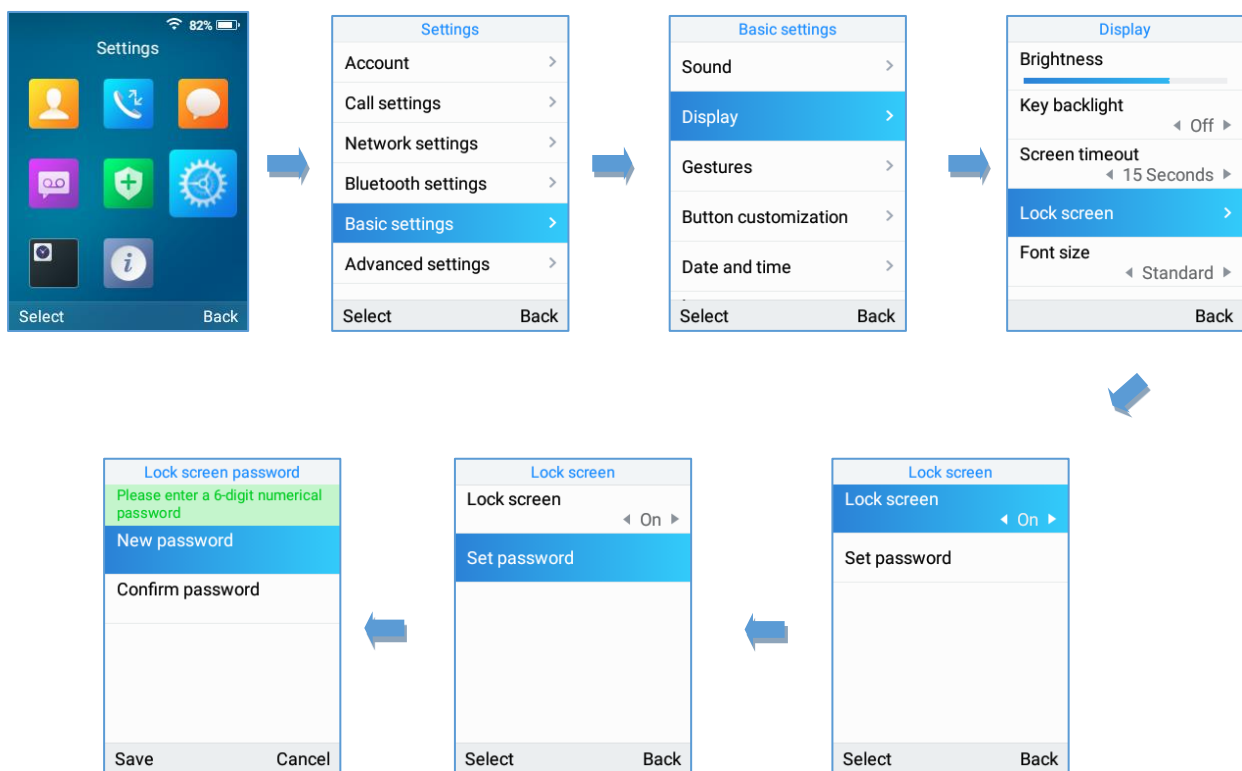 82%
Settings
Select Back
Settings
Account
Call settings
Network settings
Bluetooth settings
Basic settings
Advanced settings
Select Back
Basic settings
Sound
Display
Gestures
Button customization
Date and time
Select Back
Display
Brightness
Key backlight
Off
Screen timeout
15 Seconds
Lock screen
Font size
Standard
Back
Lock screen
Lock screen
On
Set password
Select Back
Lock screen
Lock screen
On
Set password
Select Back
Lock screen password
Please enter a 6-digit numerical
password
New password
Confirm password
Save Cancel